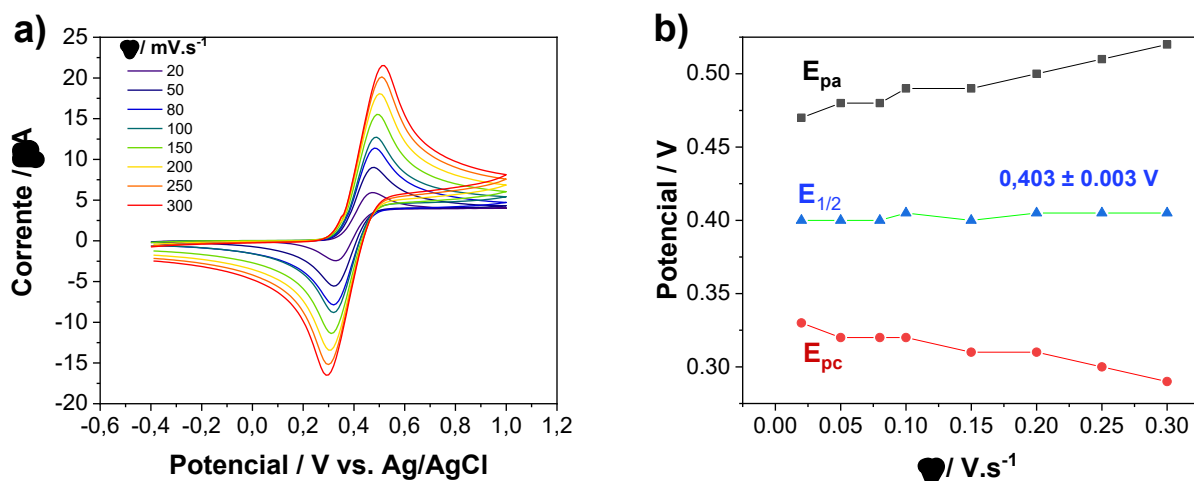 a)
25
20
15
10
5
0
-5
-10
-15
-20
Corrente / A
/ mV.s⁻¹
20
50
80
100
150
200
250
300
-0,6 -0,4 -0,2 0,0 0,2 0,4 0,6 0,8 1,0 1,2
Potencial / V vs. Ag/AgCl
b)
0.50
0.45
0.40
0.35
0.30
Potencial / V
Epa
0,403 ± 0.003 V
E1/2
Epc
0.00 0.05 0.10 0.15 0.20 0.25 0.30
/ V.s⁻¹